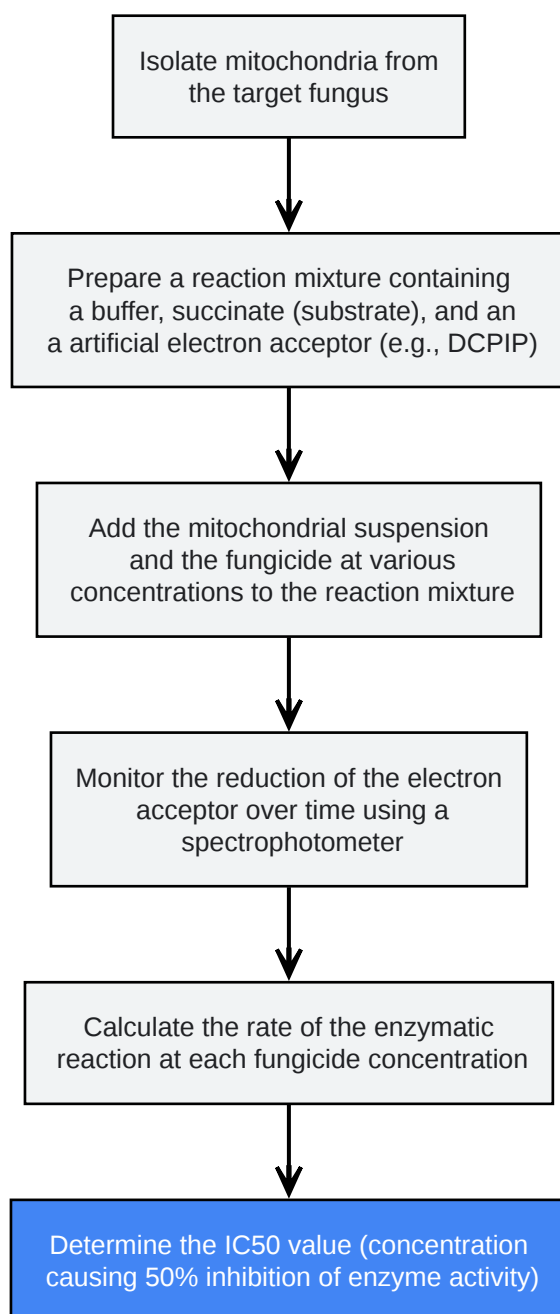 Isolate mitochondria from
the target fungus
Prepare a reaction mixture containing
a buffer, succinate (substrate), and an
a artificial electron acceptor (e.g., DCPIP)
Add the mitochondrial suspension
and the fungicide at various
concentrations to the reaction mixture
Monitor the reduction of the electron
acceptor over time using a
spectrophotometer
Calculate the rate of the enzymatic
reaction at each fungicide concentration
Determine the IC50 value (concentration
causing 50% inhibition of enzyme activity)